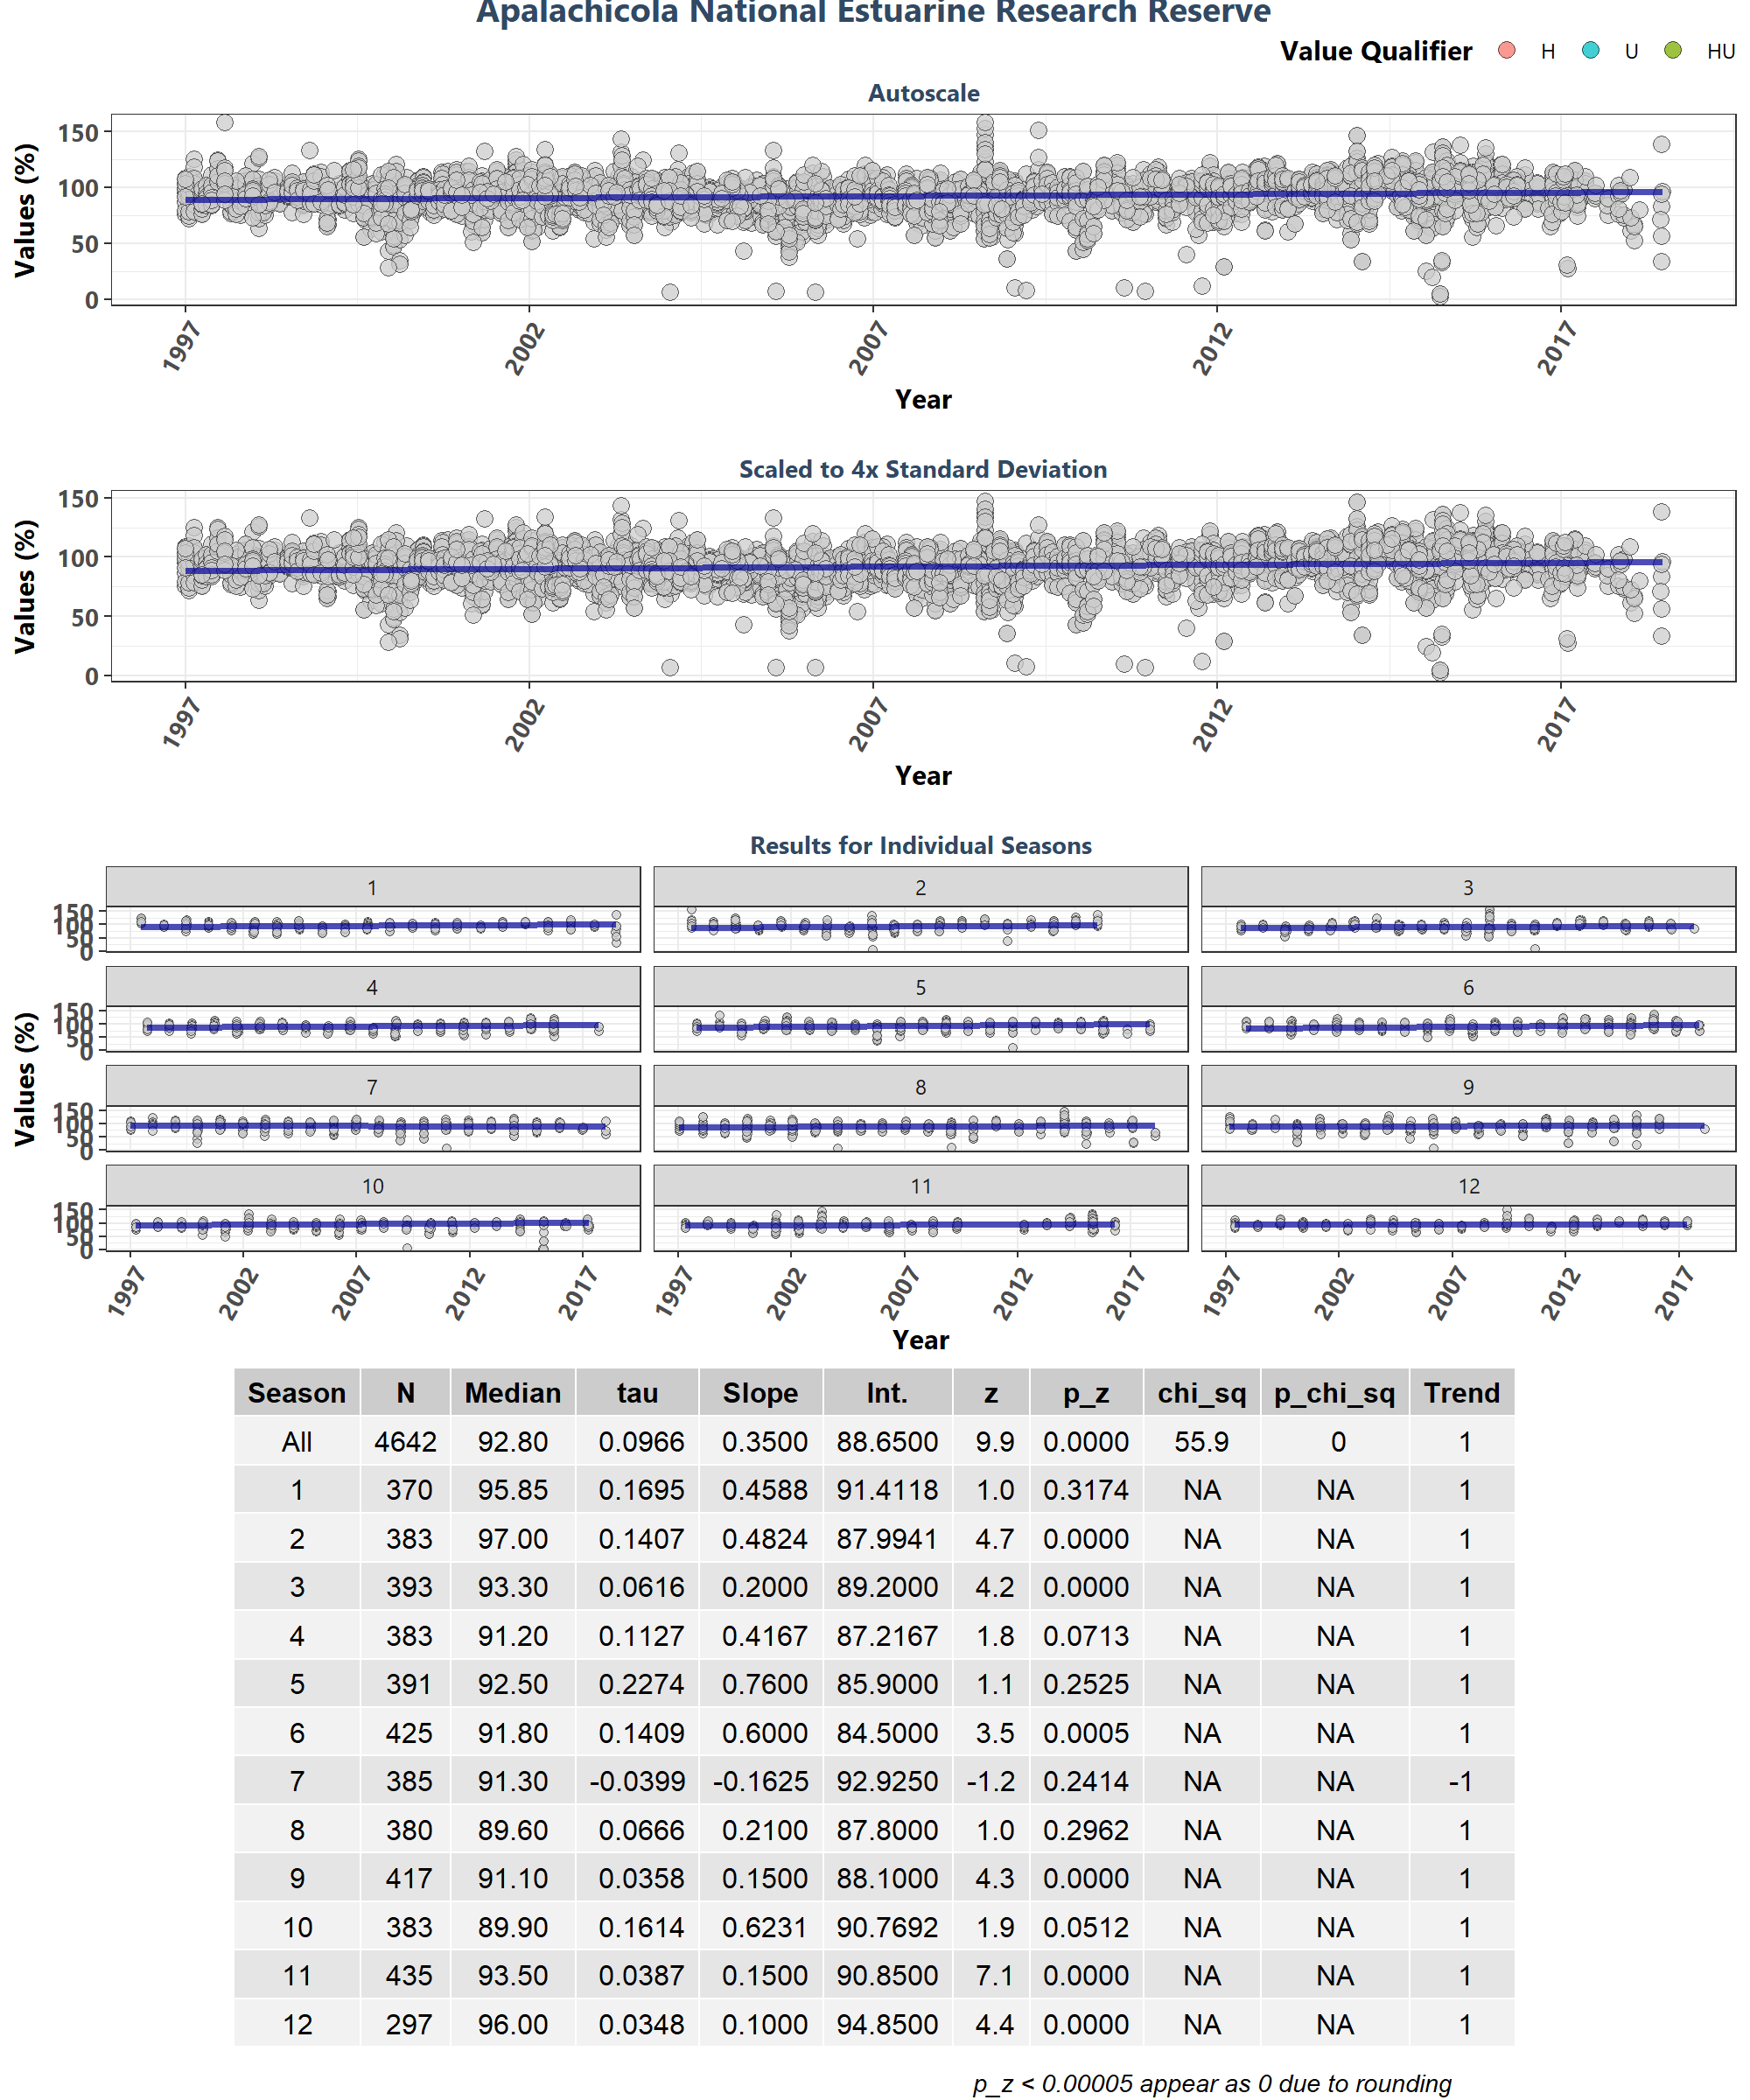 Apalachicola National Estuarine Research Reserve
Value Qualifier H U HU
Autoscale
Values (%)
150
100
50
0
1997 2002 2007 2012 2017
Year
Scaled to 4x Standard Deviation
Values (%)
150
100
50
0
1997 2002 2007 2012 2017
Year
Results for Individual Seasons
Values (%)
1 2 3
150
100
50
0
4 5 6
150
100
50
0
7 8 9
150
100
50
0
10 11 12
150
100
50
0
1997 2002 2007 2012 2017 1997 2002 2007 2012 2017 1997 2002 2007 2012 2017
Year
Season N Median tau Slope Int. z p_z chi_sq p_chi_sq Trend
All 4642 92.80 0.0966 0.3500 88.6500 9.9 0.0000 55.9 0 1
1 370 95.85 0.1695 0.4588 91.4118 1.0 0.3174 NA NA 1
2 383 97.00 0.1407 0.4824 87.9941 4.7 0.0000 NA NA 1
3 393 93.30 0.0616 0.2000 89.2000 4.2 0.0000 NA NA 1
4 383 91.20 0.1127 0.4167 87.2167 1.8 0.0713 NA NA 1
5 391 92.50 0.2274 0.7600 85.9000 1.1 0.2525 NA NA 1
6 425 91.80 0.1409 0.6000 84.5000 3.5 0.0005 NA NA 1
7 385 91.30 -0.0399 -0.1625 92.9250 -1.2 0.2414 NA NA -1
8 380 89.60 0.0666 0.2100 87.8000 1.0 0.2962 NA NA 1
9 417 91.10 0.0358 0.1500 88.1000 4.3 0.0000 NA NA 1
10 383 89.90 0.1614 0.6231 90.7692 1.9 0.0512 NA NA 1
11 435 93.50 0.0387 0.1500 90.8500 7.1 0.0000 NA NA 1
12 297 96.00 0.0348 0.1000 94.8500 4.4 0.0000 NA NA 1
p_z < 0.00005 appear as 0 due to rounding